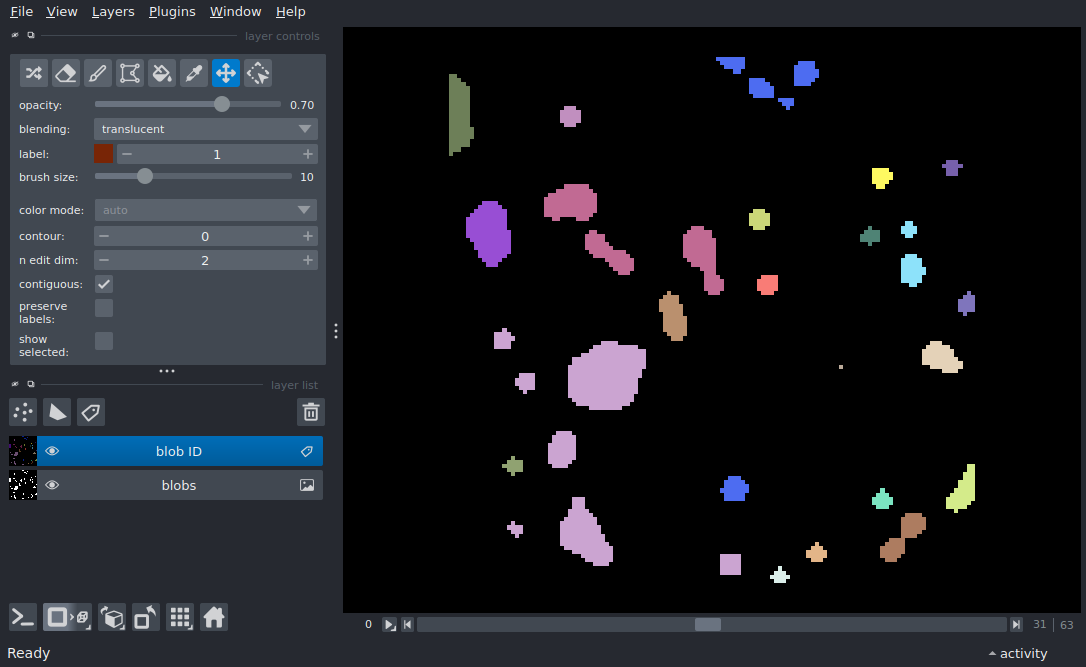 File View Layers Plugins Window Help
layer controls
opacity: 0.70
blending: translucent
label: 1
brush size: 10
color mode: auto
contour: 0
n edit dim: 2
contiguous:
preserve
labels:
show
selected:
layer list
blob ID
blobs
0 31 63
Ready activity